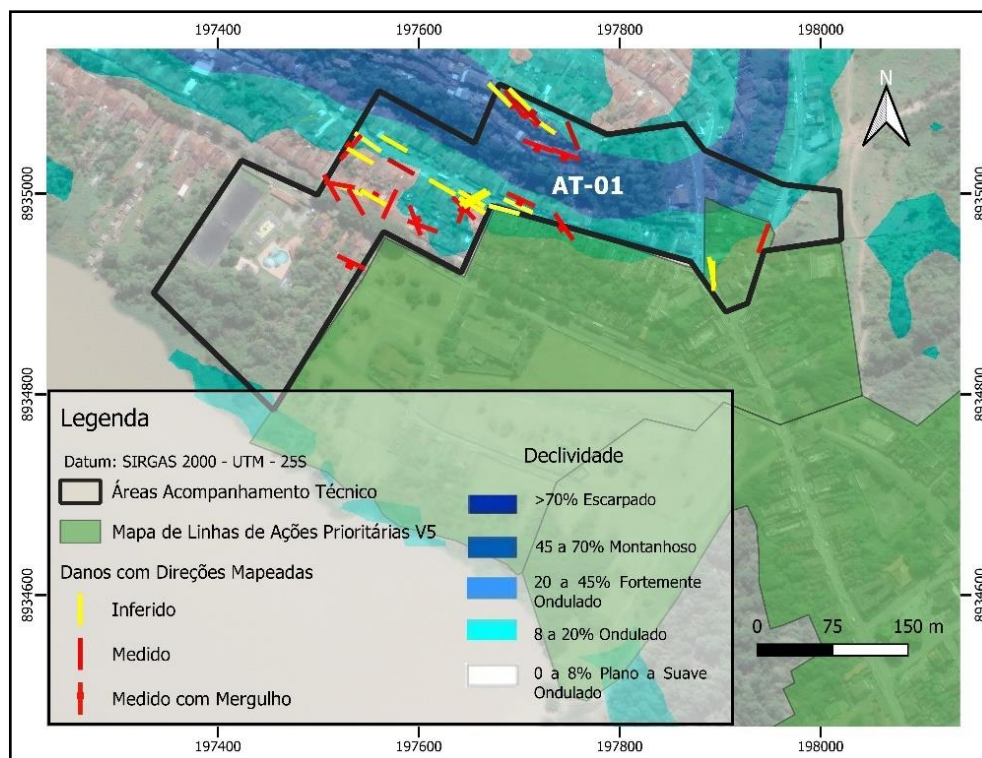 197400 197600 197800 198000
N
8935000
8935000
AT-01
8934800
8934800
Legenda
Datum: SIRGAS 2000 - UTM - 25S
Áreas Acompanhamento Técnico
Mapa de Linhas de Ações Prioritárias V5
Danos com Direções Mapeadas
Inferido
Medido
Medido com Mergulho
Declividade
>70% Escarpado
45 a 70% Montanhoso
20 a 45% Fortemente
Ondulado
8 a 20% Ondulado
0 a 8% Plano a Suave
Ondulado
8934600
8934600
0 75 150 m
197400 197600 197800 198000